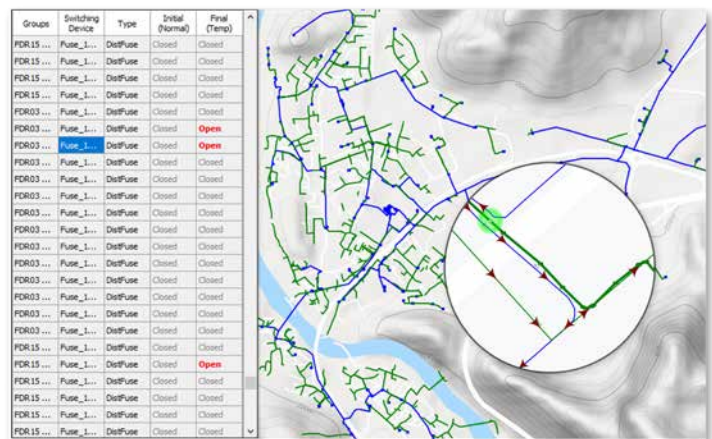 Groups Switching Device Type Initial (Normal) Final (Temp)
FDR15 ... Fuse_1... DistFuse Closed Closed
FDR15 ... Fuse_1... DistFuse Closed Closed
FDR15 ... Fuse_1... DistFuse Closed Closed
FDR15 ... Fuse_1... DistFuse Closed Closed
FDR03 ... Fuse_1... DistFuse Closed Closed
FDR03 ... Fuse_1... DistFuse Closed Open
FDR03 ... Fuse_1... DistFuse Closed Open
FDR03 ... Fuse_1... DistFuse Closed Closed
FDR03 ... Fuse_1... DistFuse Closed Closed
FDR03 ... Fuse_1... DistFuse Closed Closed
FDR03 ... Fuse_1... DistFuse Closed Closed
FDR03 ... Fuse_1... DistFuse Closed Closed
FDR03 ... Fuse_1... DistFuse Closed Closed
FDR03 ... Fuse_1... DistFuse Closed Closed
FDR03 ... Fuse_1... DistFuse Closed Closed
FDR03 ... Fuse_1... DistFuse Closed Closed
FDR03 ... Fuse_1... DistFuse Closed Closed
FDR03 ... Fuse_1... DistFuse Closed Closed
FDR15 ... Fuse_1... DistFuse Closed Closed
FDR15 ... Fuse_1... DistFuse Closed Open
FDR15 ... Fuse_1... DistFuse Closed Closed
FDR15 ... Fuse_1... DistFuse Closed Closed
FDR15 ... Fuse_1... DistFuse Closed Closed
FDR15 ... Fuse_1... DistFuse Closed Closed